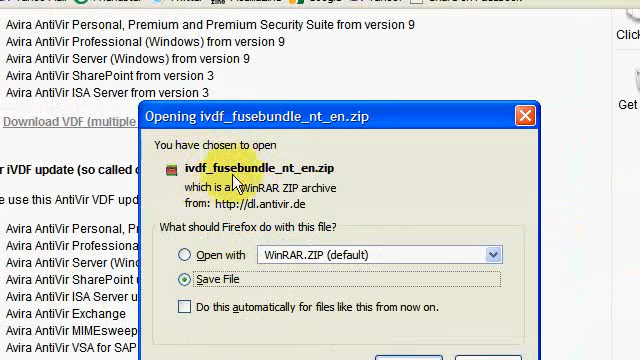 Avira AntiVir Personal, Premium and Premium Security Suite from version 9
Avira AntiVir Professional (Windows) from version 9
Avira AntiVir Server (Windows) from version 9
Avira AntiVir SharePoint from version 3
Avira AntiVir ISA Server from version 3
Click
Get
Download VDF (multiple
Opening ivdf_fusebundle_nt_en.zip
You have chosen to open
ivdf_fusebundle_nt_en.zip
which is a: WinRAR ZIP archive
from: http://dl.antivir.de
What should Firefox do with this file?
Open with WinRAR.ZIP (default)
Save File
Do this automatically for files like this from now on.
r iVDF update (so called
e use this AntiVir VDF upd
Avira AntiVir Personal, P
Avira AntiVir Professiona
Avira AntiVir Server (Win
Avira AntiVir SharePoint
Avira AntiVir ISA Server
Avira AntiVir Exchange
Avira AntiVir MIMEsweep
Avira AntiVir VSA for SAP